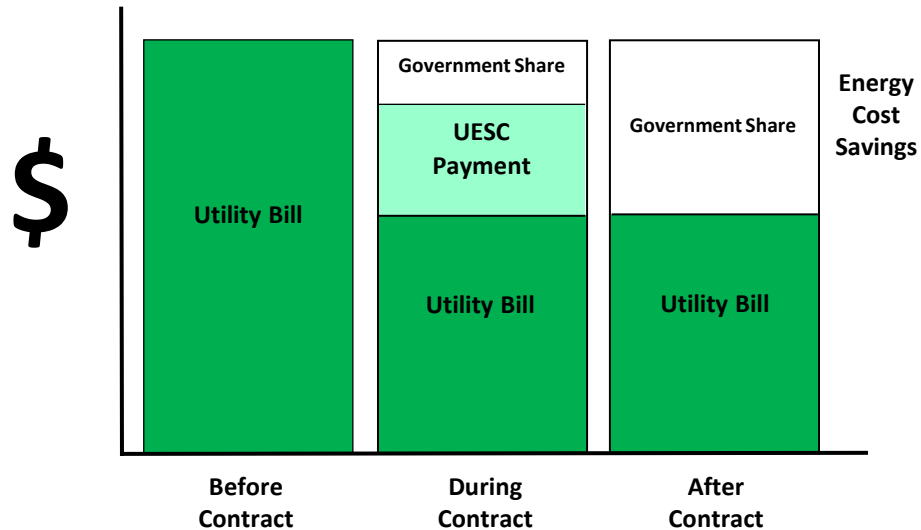 $
Utility Bill
Government Share
UESC
Payment
Utility Bill
Government Share
Utility Bill
Energy
Cost
Savings
Before
Contract
During
Contract
After
Contract